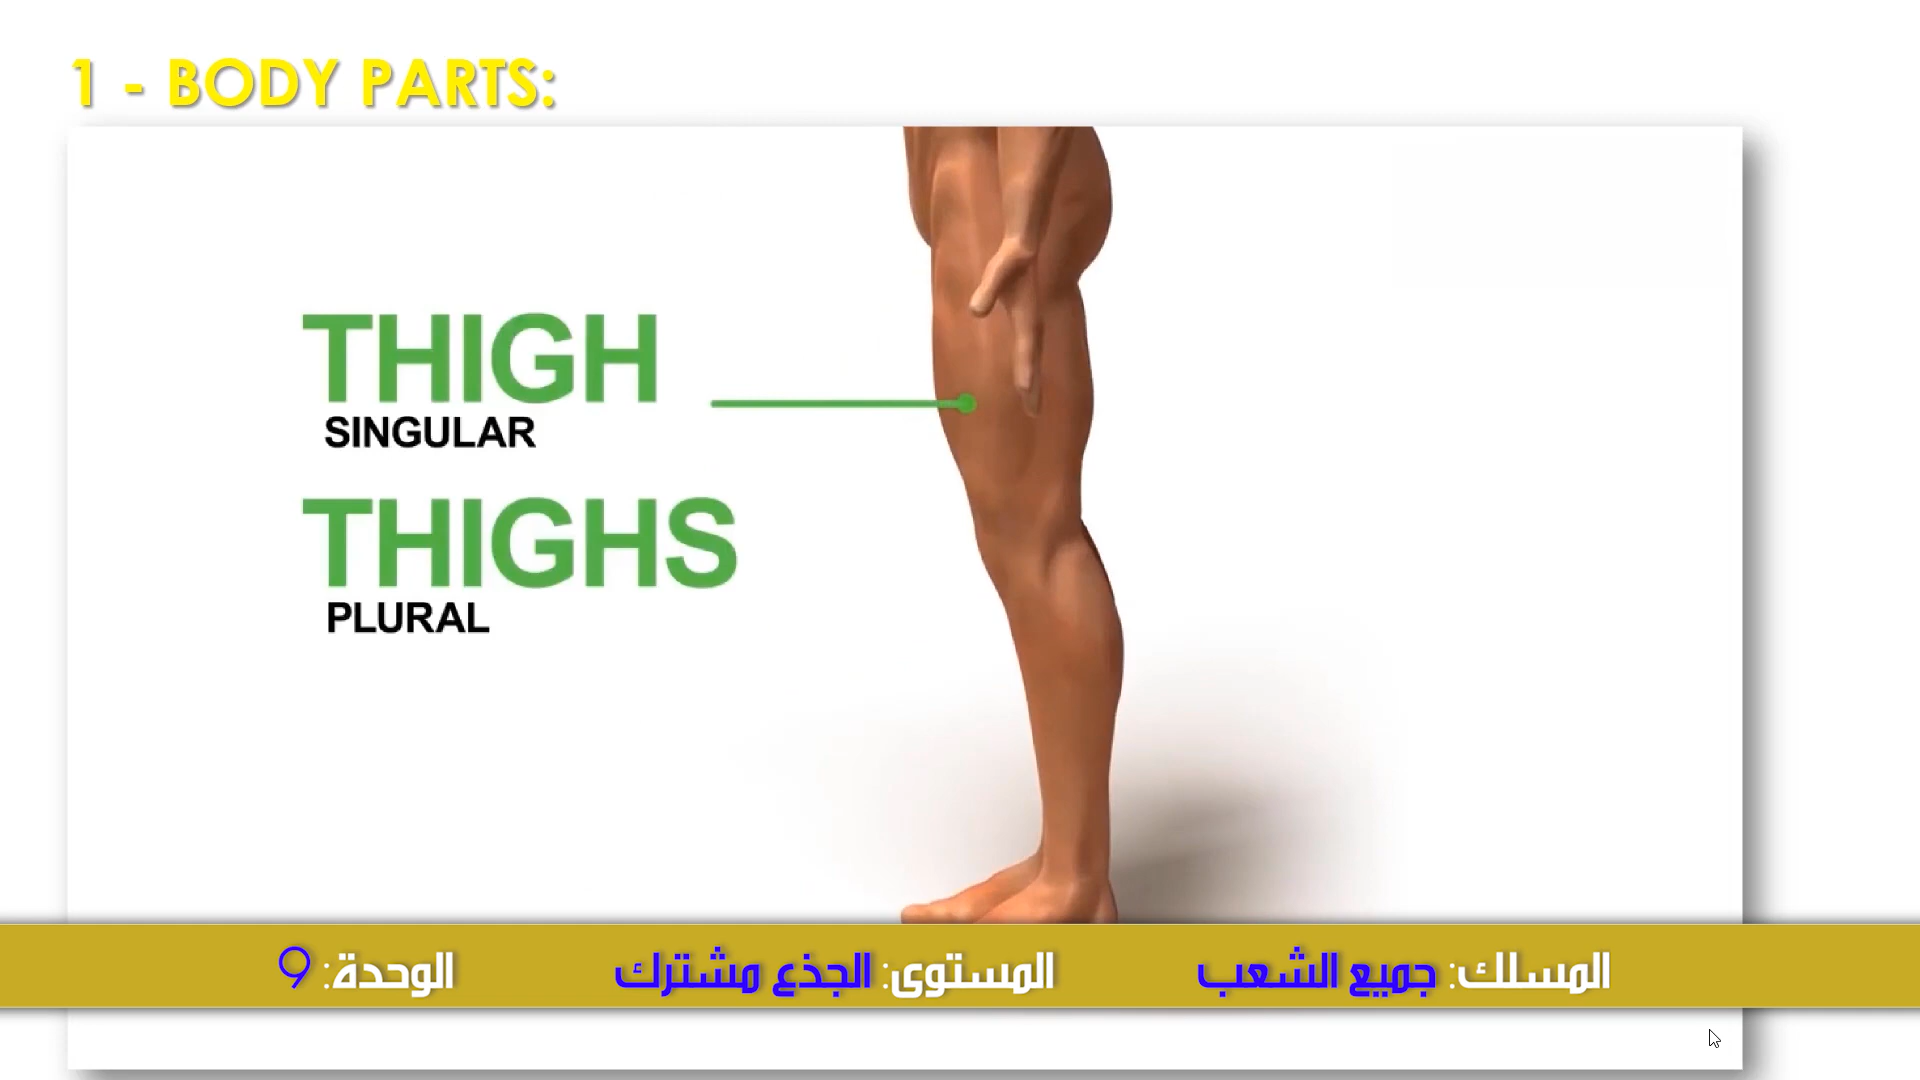 1 - BODY PARTS:
THIGH
SINGULAR
THIGHS
PLURAL
المسلك: جميع الشعب المستوى: الجذع مشترك الوحدة: 9